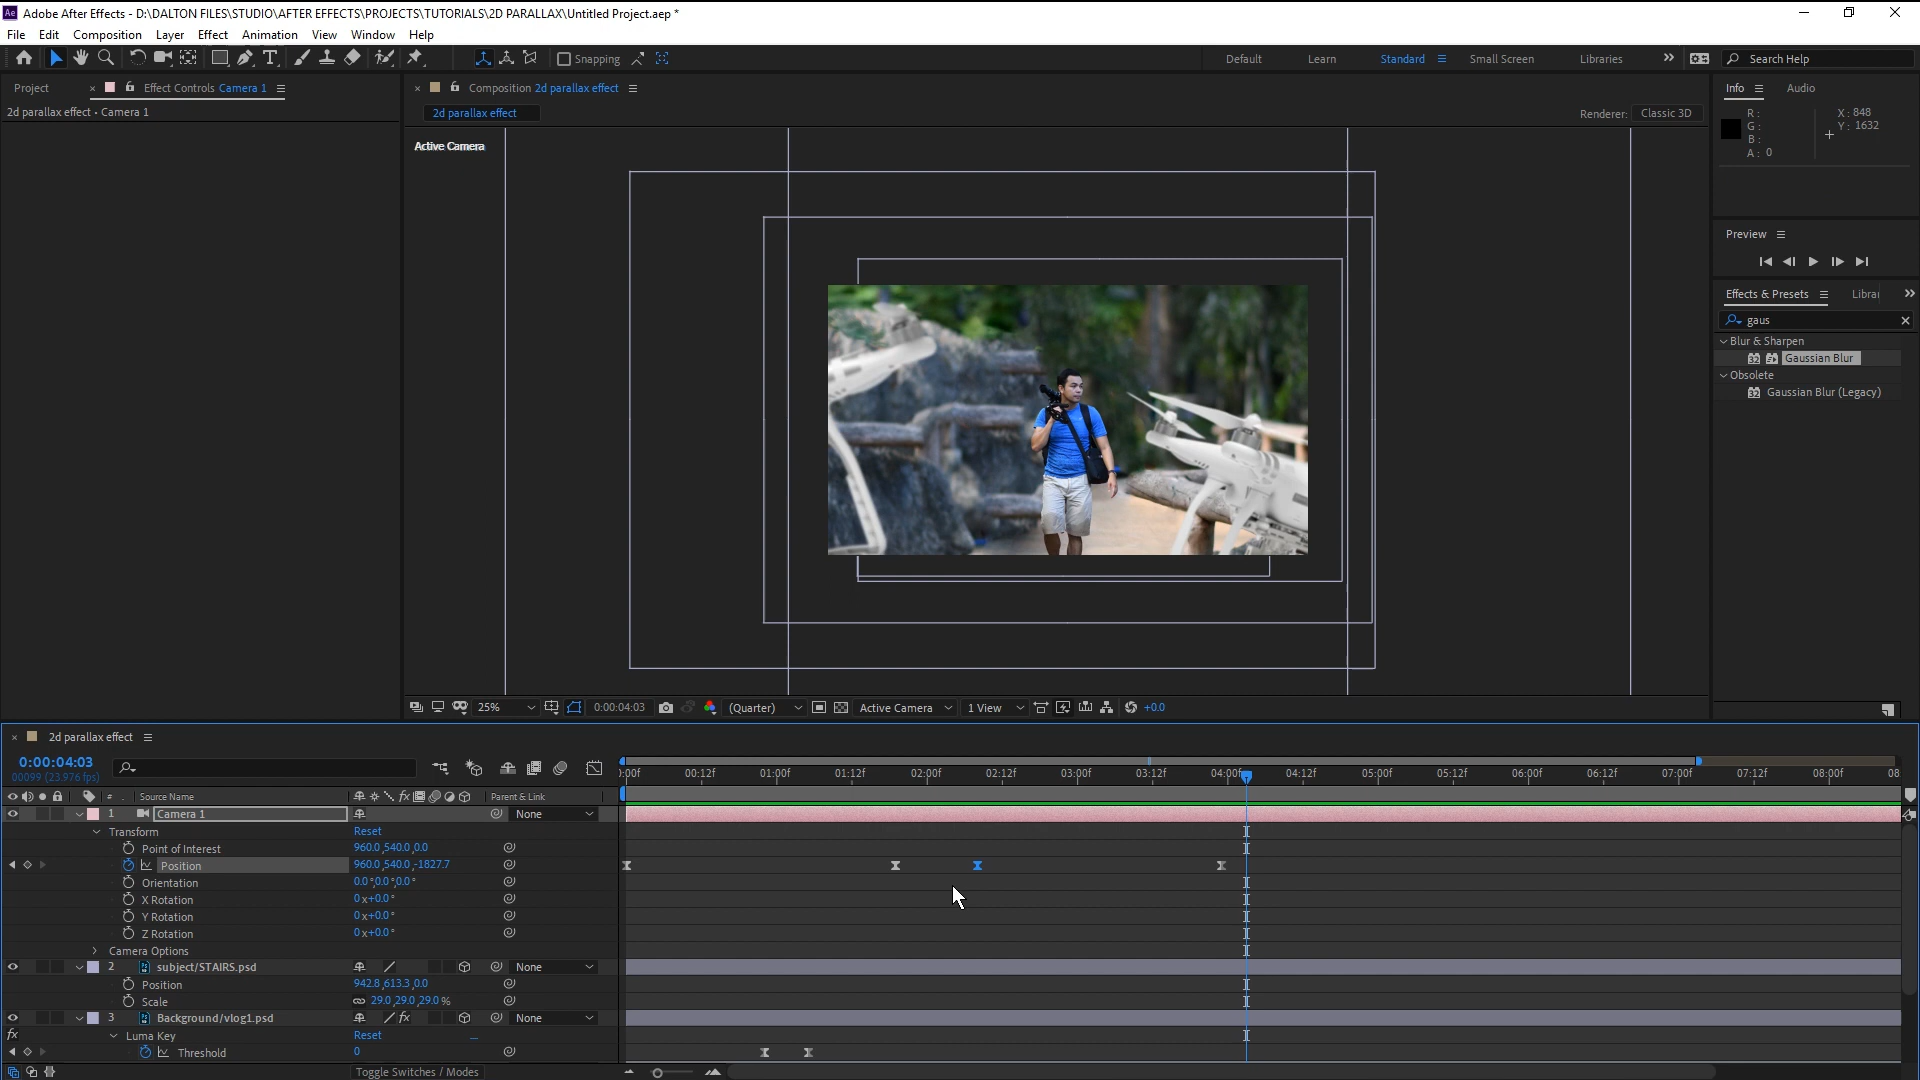 Adobe After Effects - D:\DALTON FILES\STUDIO\AFTER EFFECTS\PROJECTS\TUTORIALS\2D PARALLAX\Untitled Project.aep *
File Edit Composition Layer Effect Animation View Window Help
Snapping
Default Learn Standard Small Screen Libraries
Search Help
Project
Effect Controls Camera 1
Composition 2d parallax effect
Info Audio
2d parallax effect • Camera 1
2d parallax effect
Renderer: Classic 3D
R :
G :
B :
A : 0
X : 848
Y : 1632
Active Camera
Preview
Effects & Presets
gaus
Blur & Sharpen
Gaussian Blur
Obsolete
Gaussian Blur (Legacy)
25% 0:00:04:03 (Quarter) Active Camera 1 View +0.0
2d parallax effect
0:00:04:03
00099 (23.976 fps)
00:12f 01:00f 01:12f 02:00f 02:12f 03:00f 03:12f 04:00f 04:12f 05:00f 05:12f 06:00f 06:12f 07:00f 07:12f 08:00f
# Source Name Parent & Link
1 Camera 1 None
Transform Reset
Point of Interest 960.0,540.0,0.0
Position 960.0,540.0,-1827.7
Orientation 0.0°,0.0°,0.0°
X Rotation 0x+0.0°
Y Rotation 0x+0.0°
Z Rotation 0x+0.0°
Camera Options
2 subject/STAIRS.psd None
Position 942.8,613.3,0.0
Scale 29.0,29.0,29.0%
3 Background/vlog1.psd fx None
fx Luma Key Reset
Threshold 0
Toggle Switches / Modes